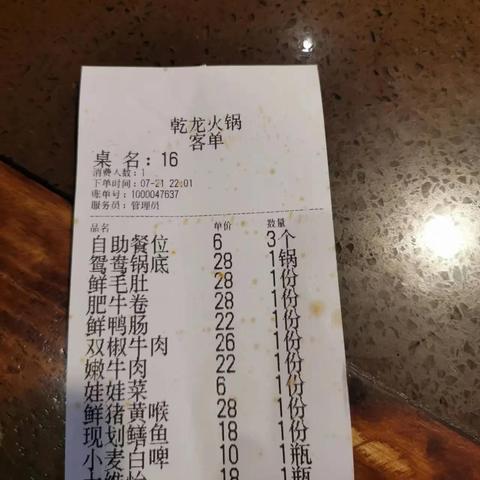 乾龙火锅
客单
桌 名：16
消费人数：1
下单时间：07-21 22:01
账单号：1000047637
服务员：管理员
品名 单价 数量
自助餐位 6 3个
鸳鸯锅底 28 1锅
鲜毛肚 28 1份
肥牛卷 28 1份
鲜鸭肠 22 1份
双椒牛肉 26 1份
嫩牛肉 22 1份
娃娃菜 6 1份
鲜猪黄喉 28 1份
现划鳝鱼 18 1份
小麦白啤 10 1瓶
18 1瓶